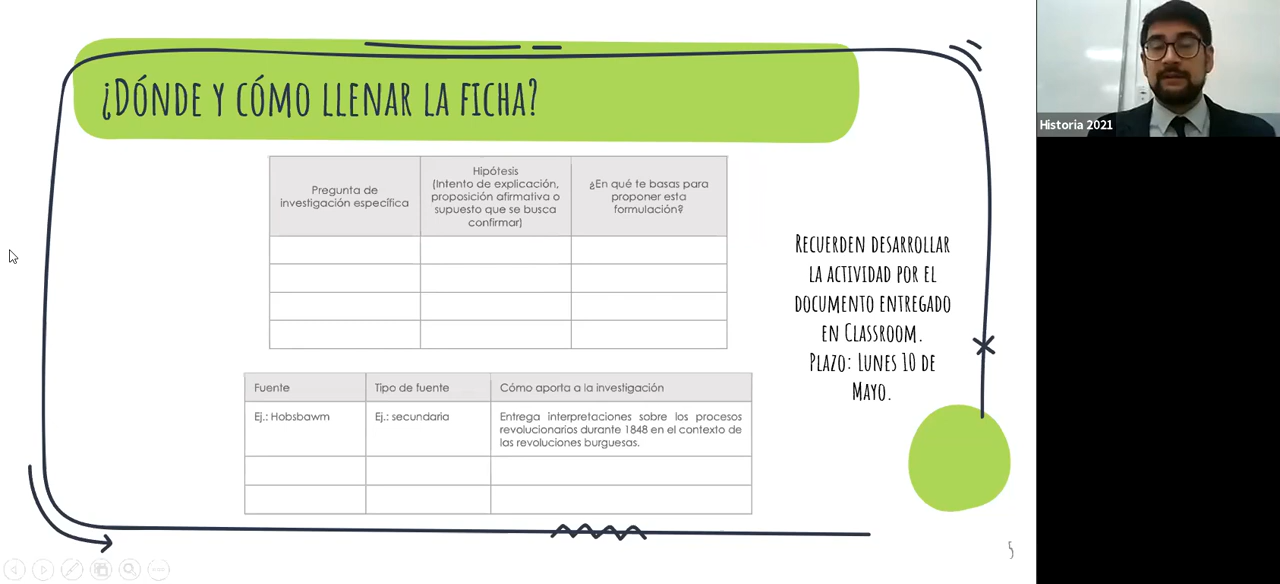 ¿Dónde y cómo llenar la ficha?
Historia 2021
Pregunta de
investigación específica
Hipótesis
(Intento de explicación,
proposición afirmativa o
supuesto que se busca
confirmar)
¿En qué te basas para
proponer esta
formulación?
Recuerden desarrollar
la actividad por el
documento entregado
en Classroom.
Plazo: Lunes 10 de
Mayo.
Fuente
Tipo de fuente
Cómo aporta a la investigación
Ej.: Hobsbawm
Ej.: secundaria
Entrega interpretaciones sobre los procesos
revolucionarios durante 1848 en el contexto de
las revoluciones burguesas.
5